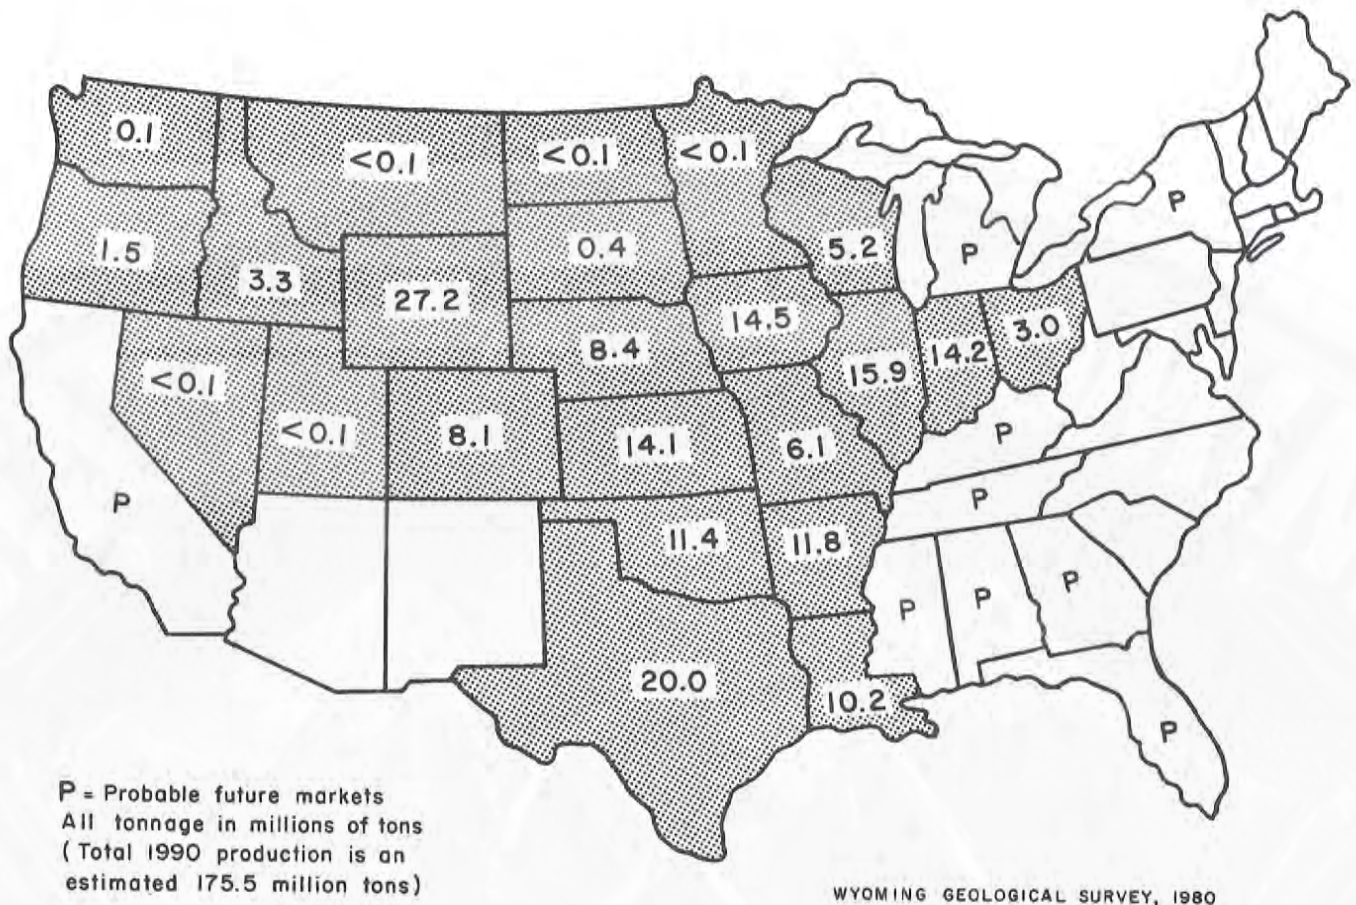 0.1
<0.1
<0.1
<0.1
P
1.5
3.3
27.2
0.4
5.2
P
14.5
8.4
15.9
14.2
3.0
<0.1
<0.1
8.1
14.1
6.1
P
P
P
11.4
11.8
P
P
P
20.0
10.2
P
P = Probable future markets
All tonnage in millions of tons
( Total 1990 production is an
estimated 175.5 million tons)
WYOMING GEOLOGICAL SURVEY, 1980